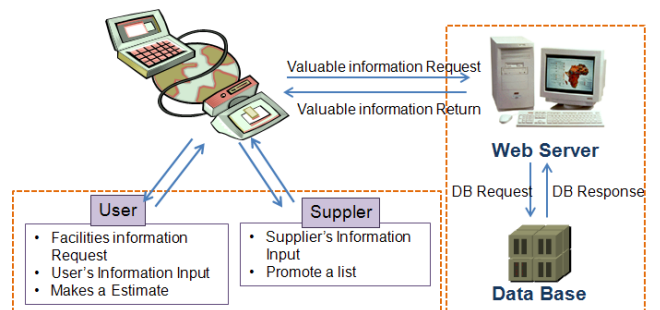 Valuable information Request
Valuable information Return
Web Server
DB Request
DB Response
Data Base
User
• Facilities information
Request
• User's Information Input
• Makes a Estimate
Suppler
• Supplier's Information
Input
• Promote a list